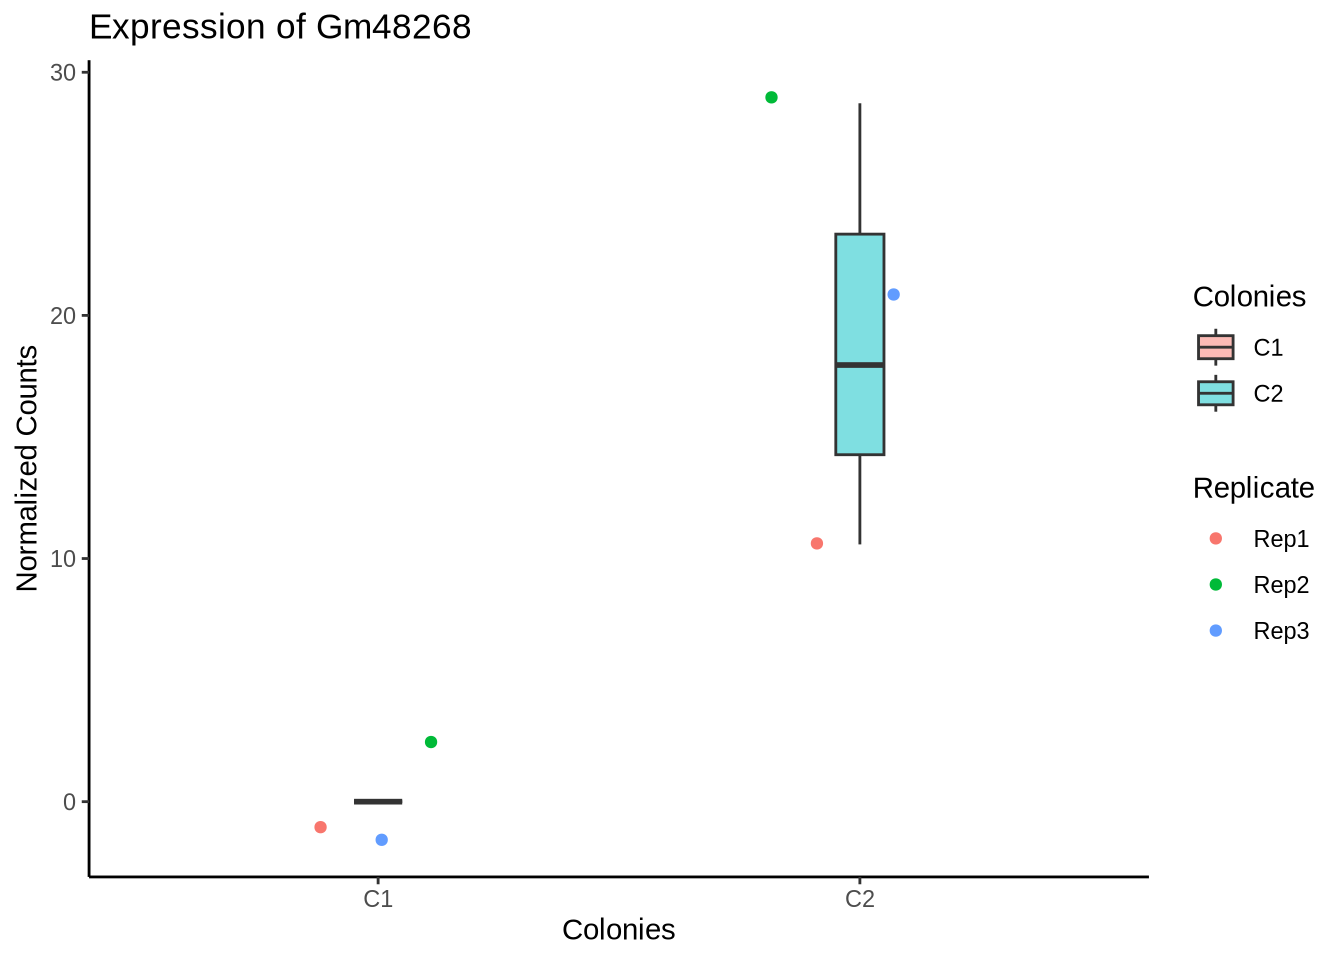 Expression of Gm48268
30
20
10
0
Normalized Counts
C1
C2
Colonies
Colonies
C1
C2
Replicate
Rep1
Rep2
Rep3